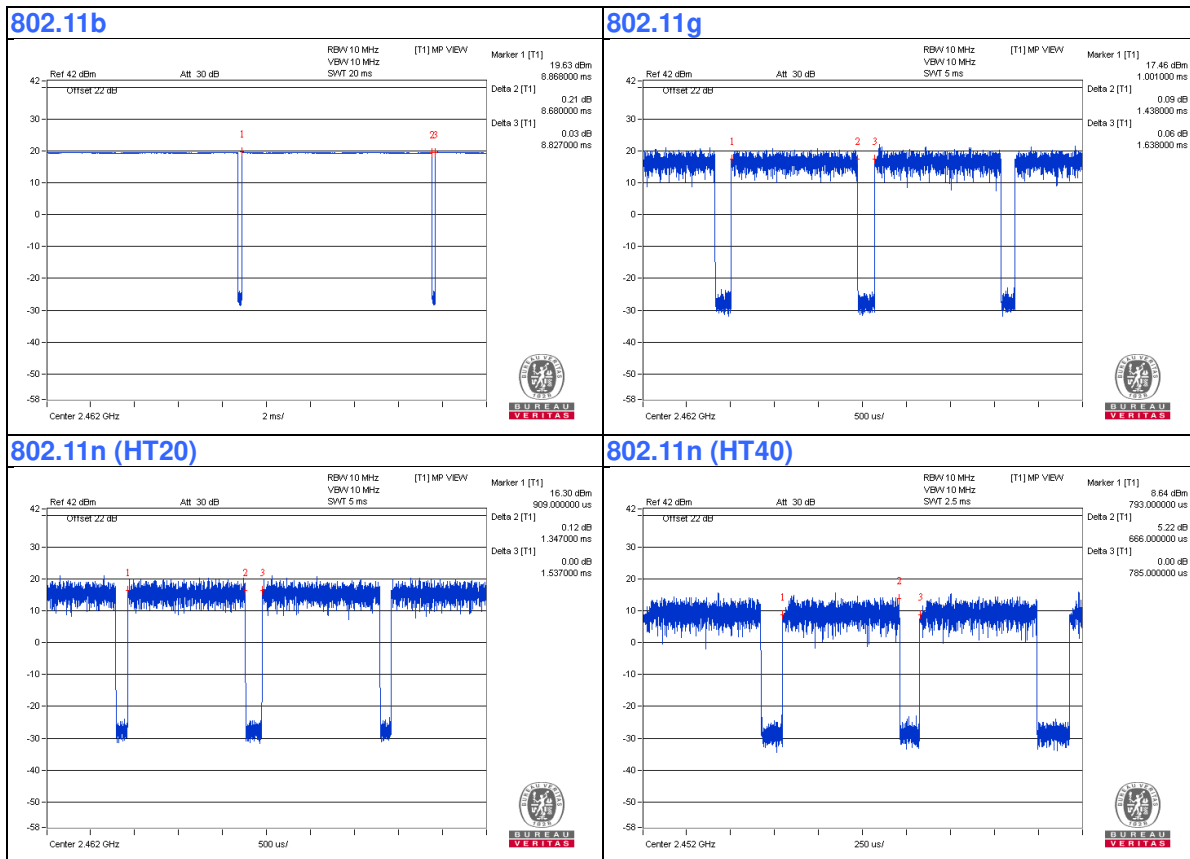 802.11b
RBW 10 MHz [T1] MP VIEW
VBW 10 MHz
Ref 42 dBm Att 30 dB SWT 20 ms
Marker 1 [T1]
19.63 dBm
8.868000 ms
Delta 2 [T1]
0.21 dB
8.680000 ms
Delta 3 [T1]
0.03 dB
8.827000 ms
42
Offset 22 dB
30
20
10
0
-10
-20
-30
-40
-50
-58
1
23
Center 2.462 GHz 2 ms/
BUREAU VERITAS
1828
BUREAU
VERITAS
802.11g
RBW 10 MHz [T1] MP VIEW
VBW 10 MHz
Ref 42 dBm Att 30 dB SWT 5 ms
Marker 1 [T1]
17.46 dBm
1.001000 ms
Delta 2 [T1]
0.09 dB
1.438000 ms
Delta 3 [T1]
0.06 dB
1.638000 ms
42
Offset 22 dB
30
20
10
0
-10
-20
-30
-40
-50
-58
1 2 3
Center 2.462 GHz 500 us/
BUREAU VERITAS
1828
BUREAU
VERITAS
802.11n (HT20)
RBW 10 MHz [T1] MP VIEW
VBW 10 MHz
Ref 42 dBm Att 30 dB SWT 5 ms
Marker 1 [T1]
16.30 dBm
909.000000 us
Delta 2 [T1]
0.12 dB
1.347000 ms
Delta 3 [T1]
0.00 dB
1.537000 ms
42
Offset 22 dB
30
20
10
0
-10
-20
-30
-40
-50
-58
1 2 3
Center 2.462 GHz 500 us/
BUREAU VERITAS
1828
BUREAU
VERITAS
802.11n (HT40)
RBW 10 MHz [T1] MP VIEW
VBW 10 MHz
Ref 42 dBm Att 30 dB SWT 2.5 ms
Marker 1 [T1]
8.64 dBm
793.000000 us
Delta 2 [T1]
5.22 dB
666.000000 us
Delta 3 [T1]
0.00 dB
785.000000 us
42
Offset 22 dB
30
20
10
0
-10
-20
-30
-40
-50
-58
1 2 3
Center 2.452 GHz 250 us/
BUREAU VERITAS
1828
BUREAU
VERITAS